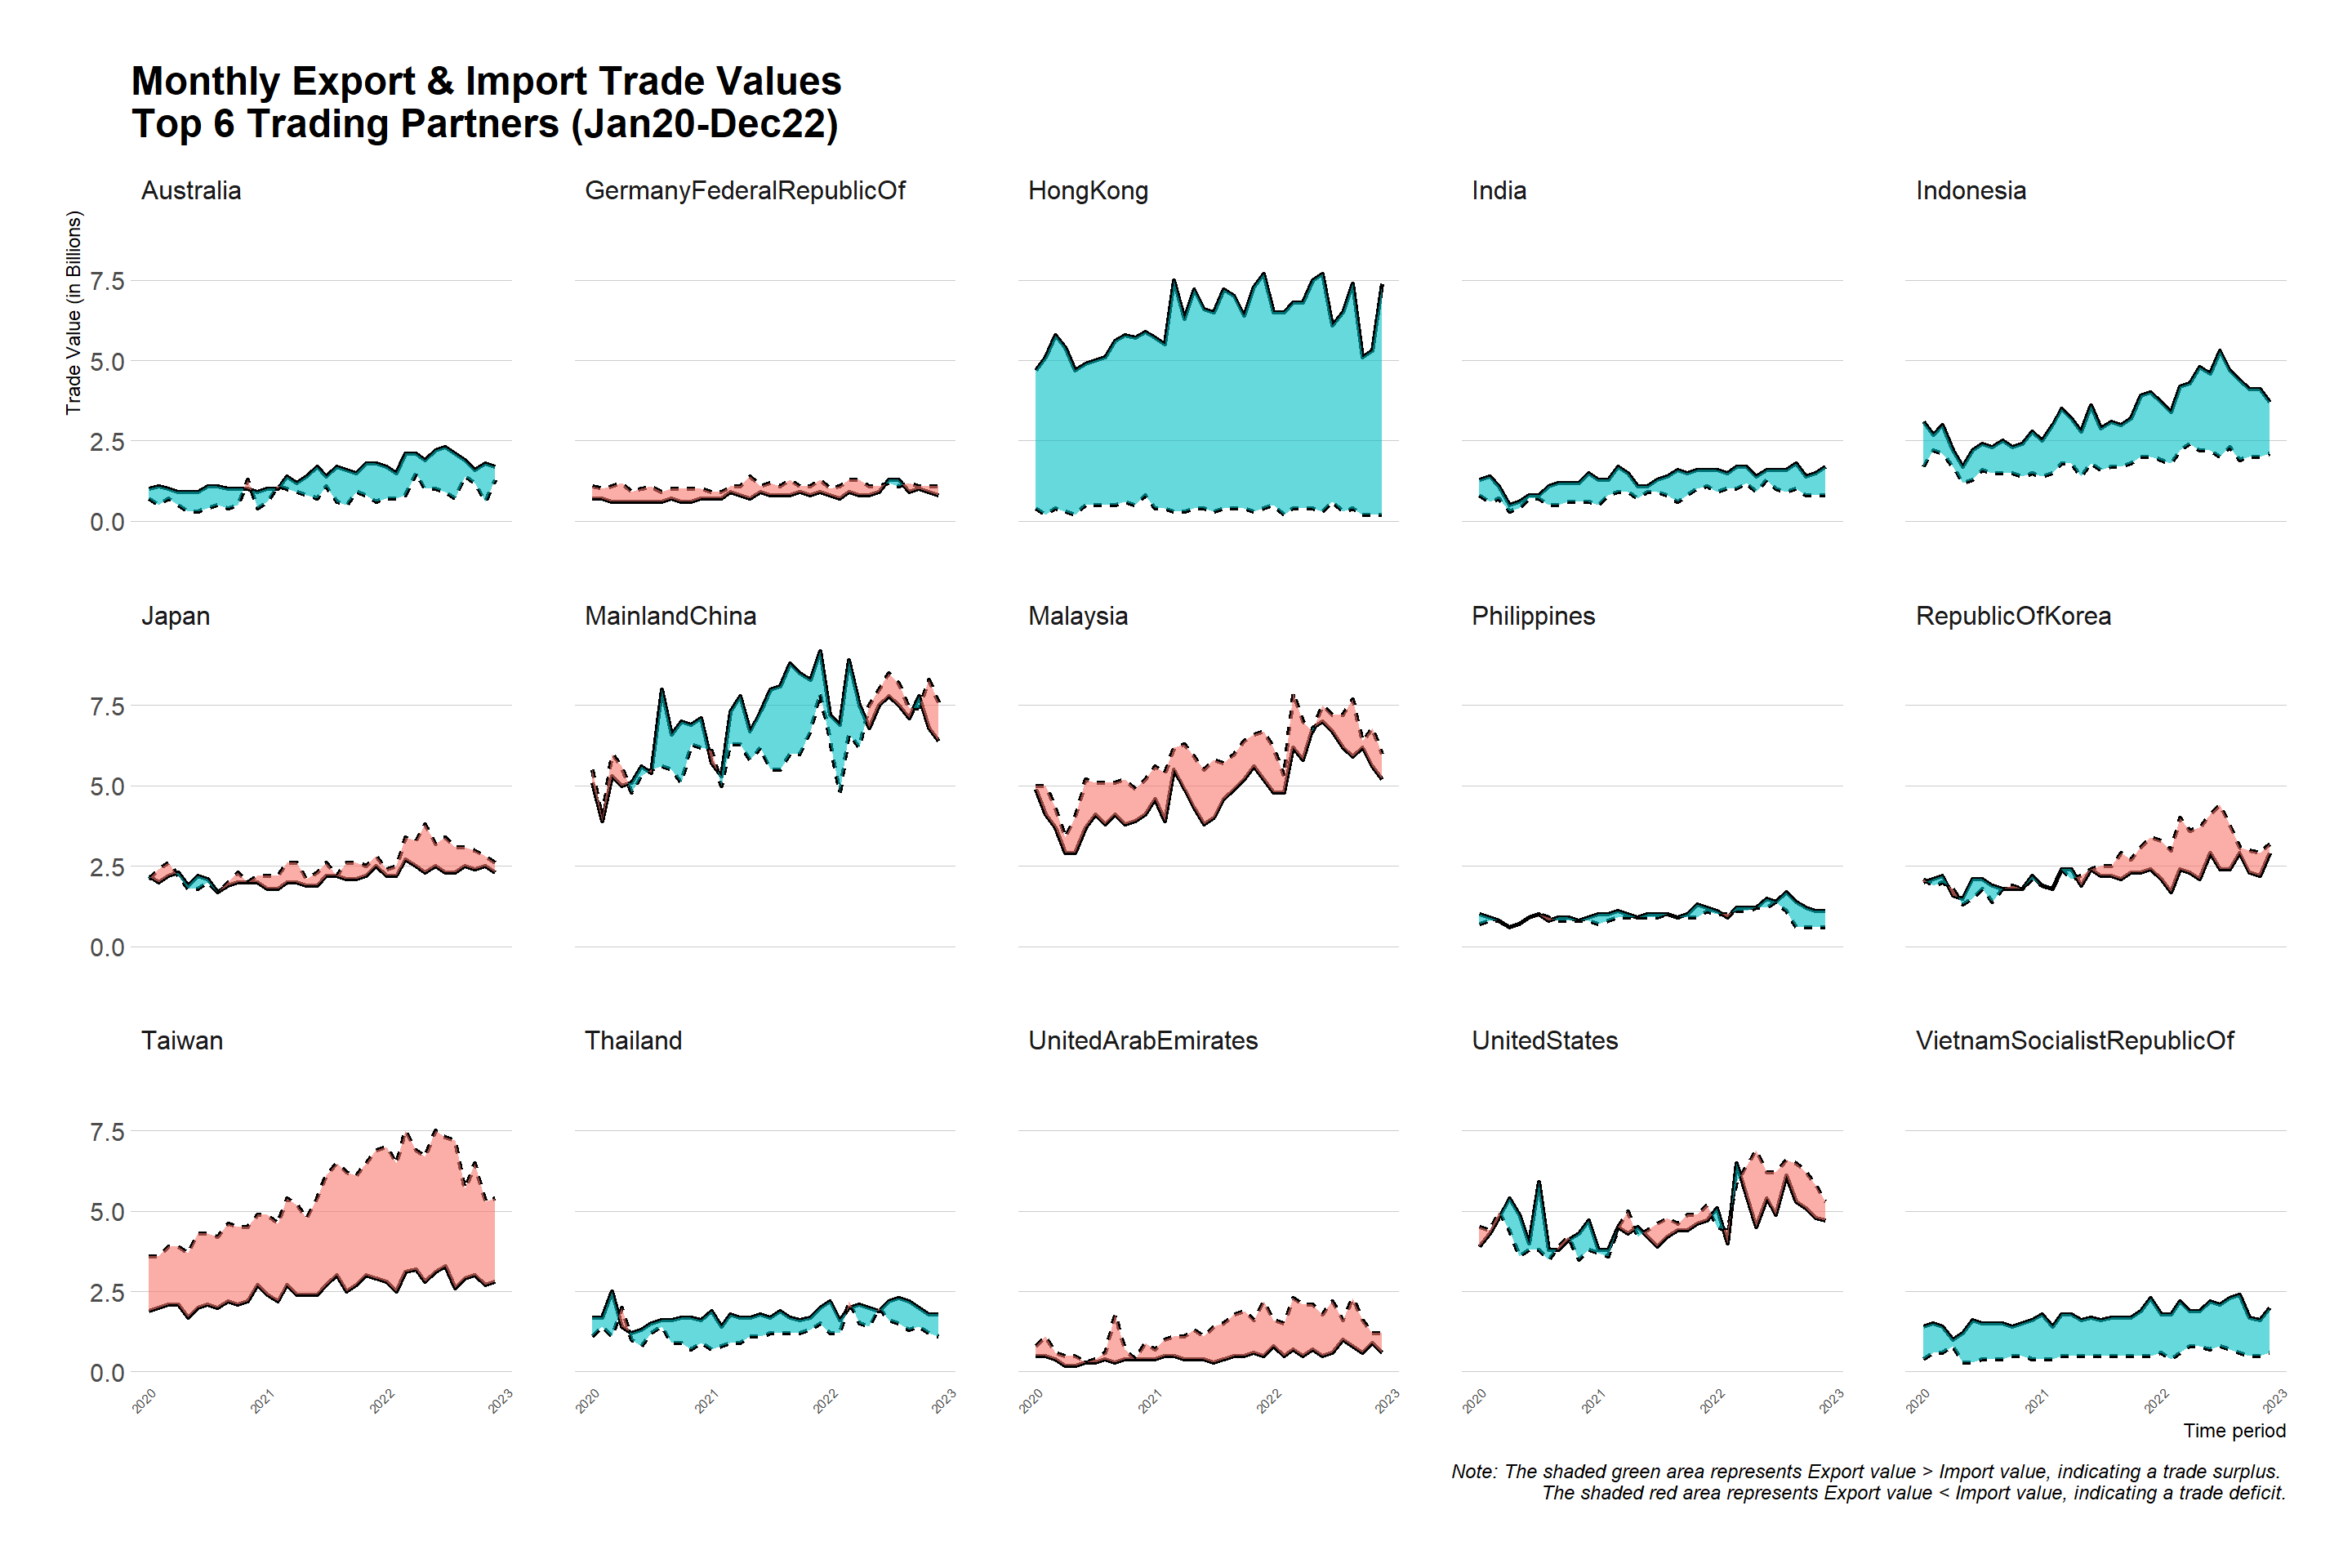 Monthly Export & Import Trade Values
Top 6 Trading Partners (Jan20-Dec22)
Trade Value (in Billions)
Australia
GermanyFederalRepublicOf
HongKong
India
Indonesia
7.5
5.0
2.5
0.0
Japan
MainlandChina
Malaysia
Philippines
RepublicOfKorea
7.5
5.0
2.5
0.0
Taiwan
Thailand
UnitedArabEmirates
UnitedStates
VietnamSocialistRepublicOf
7.5
5.0
2.5
0.0
2020 2021 2022 2023
2020 2021 2022 2023
2020 2021 2022 2023
2020 2021 2022 2023
2020 2021 2022 2023
Time period
Note: The shaded green area represents Export value > Import value, indicating a trade surplus.
The shaded red area represents Export value < Import value, indicating a trade deficit.